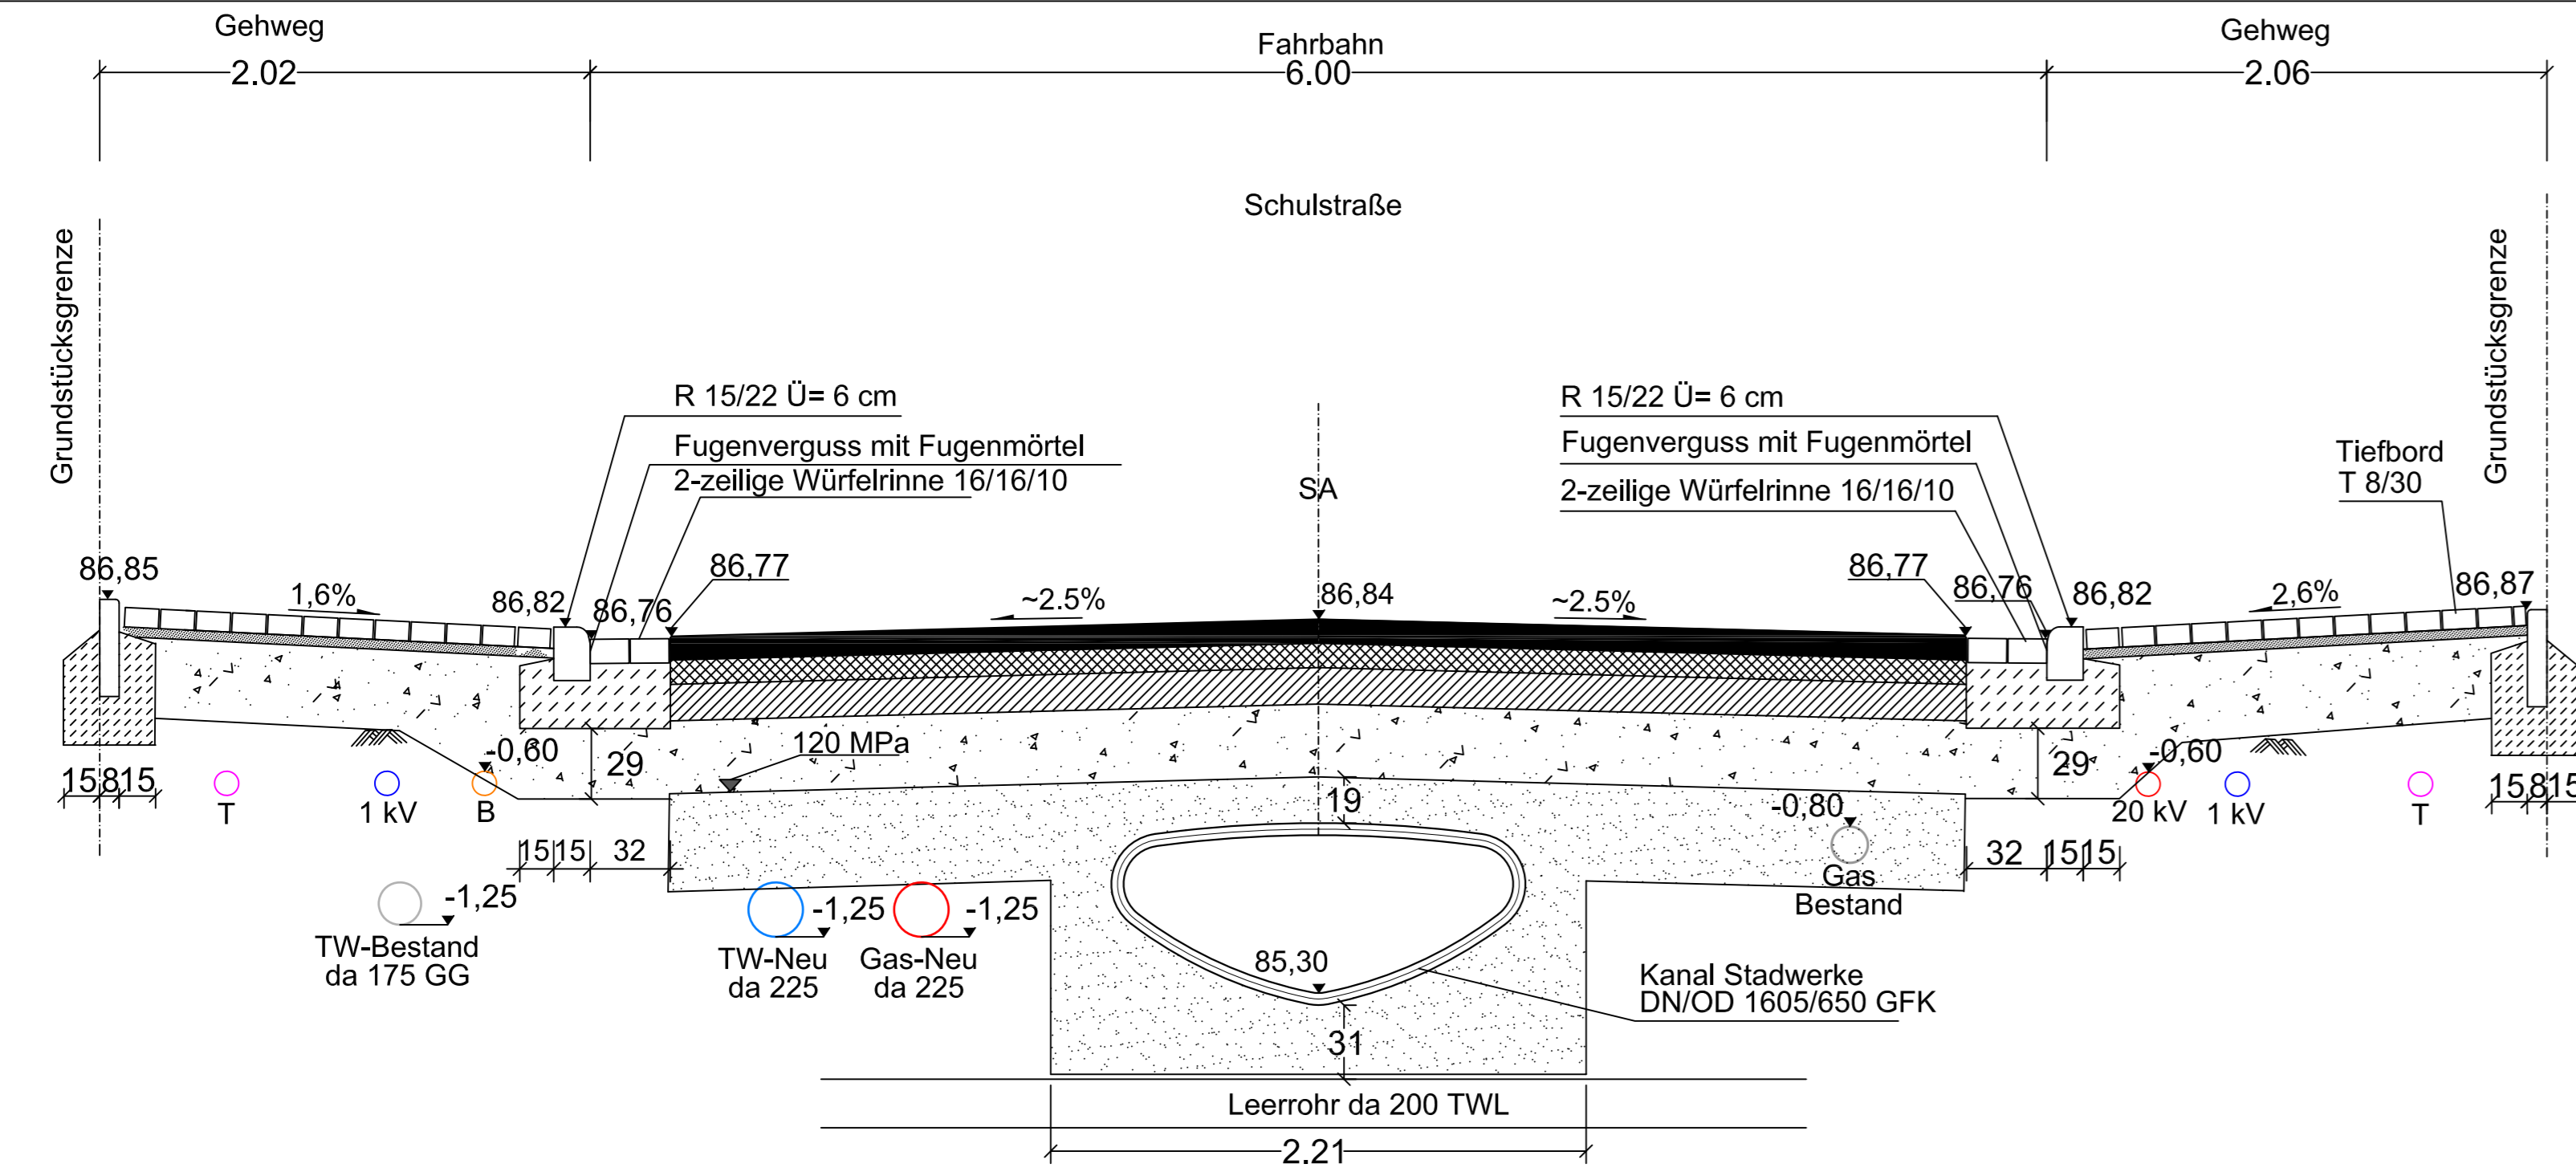 Gehweg
Fahrbahn
Gehweg
2.02
6.00
2.06
Schulstraße
Grundstücksgrenze
Grundstücksgrenze
R 15/22 Ü= 6 cm
Fugenverguss mit Fugenmörtel
2-zeilige Würfelrinne 16/16/10
SA
R 15/22 Ü= 6 cm
Fugenverguss mit Fugenmörtel
2-zeilige Würfelrinne 16/16/10
Tiefbord
T 8/30
86,85
1,6%
86,82
86,76
86,77
~2.5%
86,84
~2.5%
86,77
86,76
86,82
2,6%
86,87
-0,60
29
120 MPa
19
-0,80
29
-0,60
15 8 15
T
1 kV
B
20 kV
1 kV
T
15 8 15
15 15 32
32 15 15
Gas
Bestand
-1,25
TW-Bestand
da 175 GG
-1,25
TW-Neu
da 225
-1,25
Gas-Neu
da 225
85,30
Kanal Stadwerke
DN/OD 1605/650 GFK
31
Leerrohr da 200 TWL
2.21